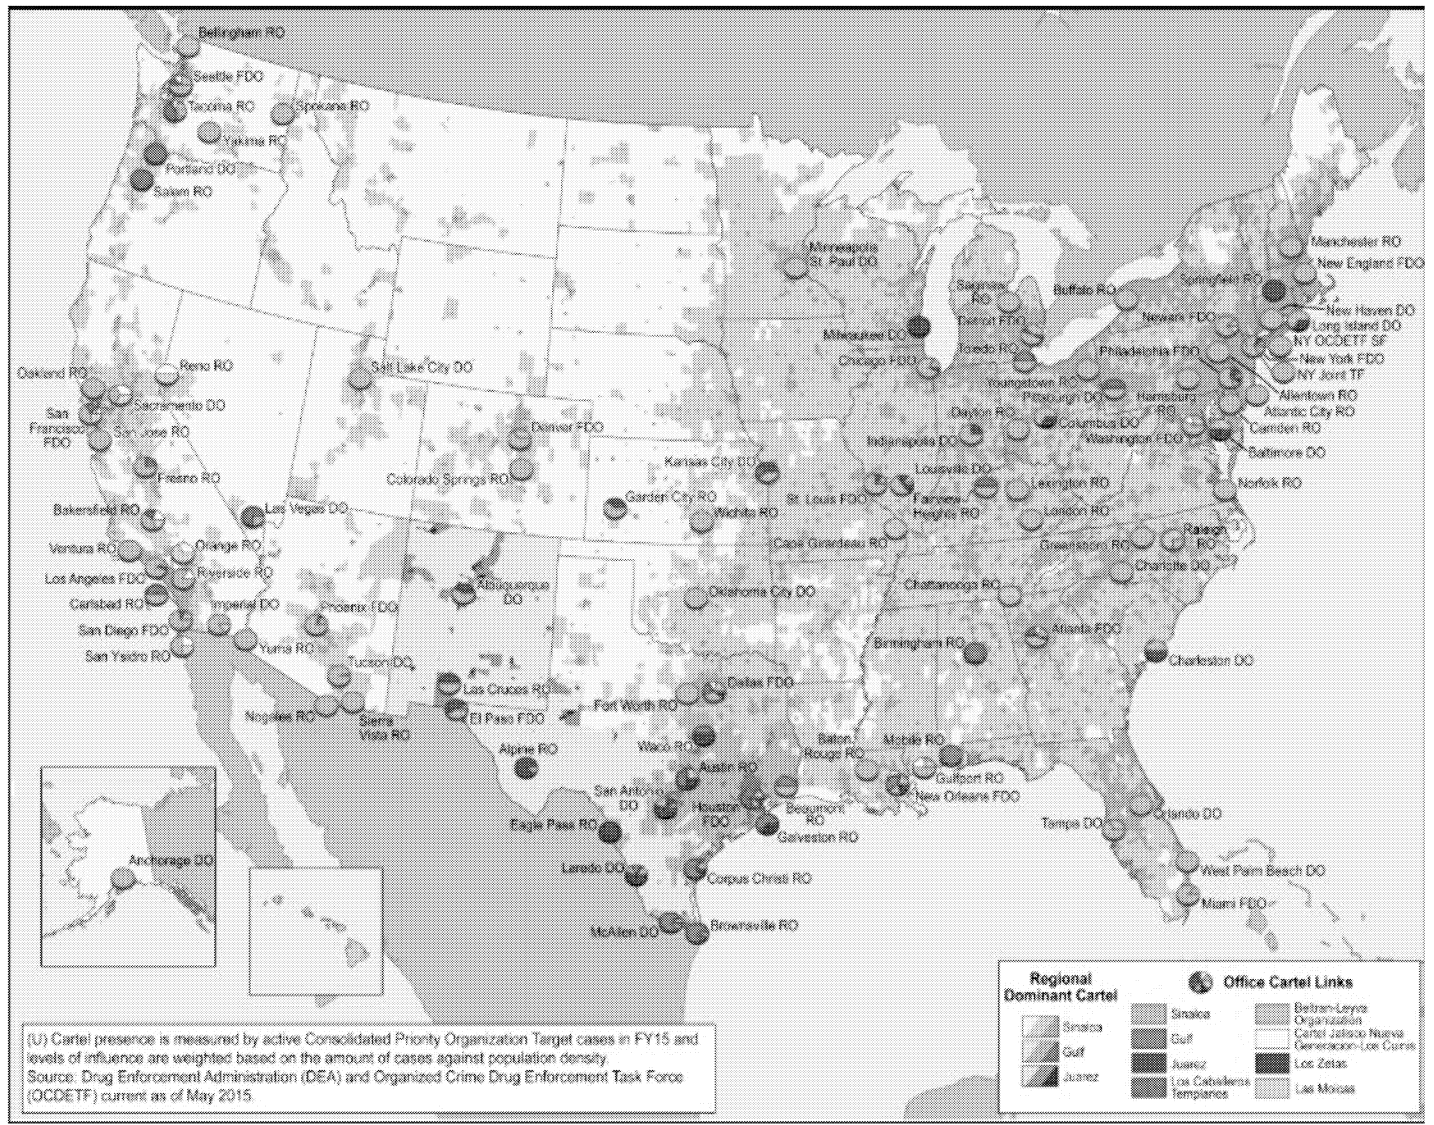 Bellingham RO
Seattle FDO
Tacoma RO
Spokane RO
Yakima RO
Portland DO
Salem RO
Minneapolis
St. Paul DO
Manchester RO
New England FDO
Springfield RO
Saginaw
RO
Buffalo RO
New Haven DO
Newark FDO
Long Island DO
Detroit FDO
Milwaukee DO
NY OCDETF SF
Toledo RO
Philadelphia FDO
New York FDO
Chicago FDO
NY Joint TF
Oakland RO
Reno RO
Salt Lake City DO
Youngstown RO
Pittsburgh DO
Harrisburg
RO
Allentown RO
Atlantic City RO
Sacramento DO
San
Francisco
FDO
San Jose RO
Denver FDO
Dayton RO
Columbus DO
Camden RO
Indianapolis DO
Washington FDO
Baltimore DO
Fresno RO
Colorado Springs RO
Kansas City DO
Louisville DO
Lexington RO
Norfolk RO
Garden City RO
St. Louis FDO
Fairview
Heights RO
Bakersfield RO
Las Vegas DO
Wichita RO
London RO
Cape Girardeau RO
Greensboro RO
Raleigh
RO
Ventura RO
Orange RO
Charlotte DO
Los Angeles FDO
Riverside RO
Albuquerque
DO
Oklahoma City DO
Chattanooga RO
Carlsbad RO
Imperial DO
Phoenix FDO
San Diego FDO
Atlanta FDO
Birmingham RO
Yuma RO
San Ysidro RO
Tucson DO
Charleston DO
Las Cruces RO
Dallas FDO
Fort Worth RO
Nogales RO
Sierra
Vista RO
El Paso FDO
Waco RO
Baton
Rouge RO
Mobile RO
Alpine RO
Austin RO
Gulfport RO
San Antonio
DO
Houston
FDO
Beaumont
RO
New Orleans FDO
Orlando DO
Eagle Pass RO
Galveston RO
Tampa DO
Anchorage DO
Laredo DO
Corpus Christi RO
West Palm Beach DO
Miami FDO
McAllen DO
Brownsville RO
Regional
Dominant Cartel
Sinaloa
Gulf
Juarez
Office Cartel Links
Sinaloa
Gulf
Juarez
Los Caballeros
Templarios
Beltran-Leyva
Organization
Cartel Jalisco Nueva
Generacion-Los Cuinis
Los Zetas
Las Moicas
(U) Cartel presence is measured by active Consolidated Priority Organization Target cases in FY15 and
levels of influence are weighted based on the amount of cases against population density.
Source: Drug Enforcement Administration (DEA) and Organized Crime Drug Enforcement Task Force
(OCDETF) current as of May 2015.